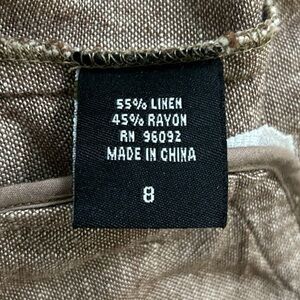 55% LINEN
45% RAYON
RN 96092
MADE IN CHINA
8